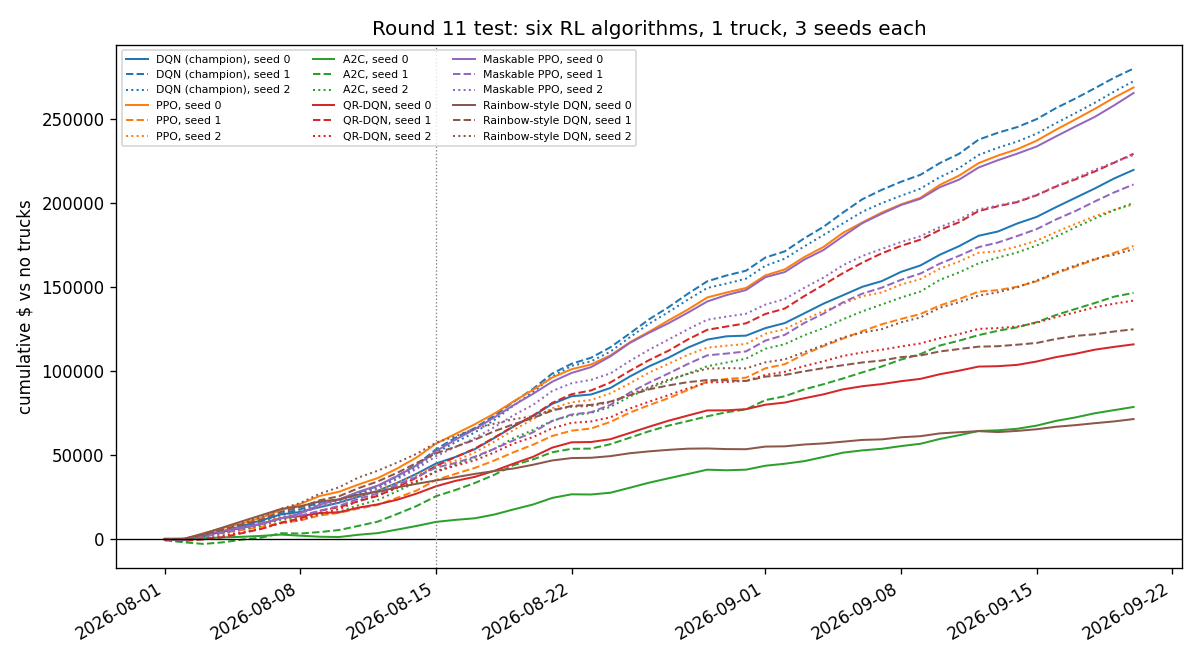 Round 11 test: six RL algorithms, 1 truck, 3 seeds each
DQN (champion), seed 0
DQN (champion), seed 1
DQN (champion), seed 2
PPO, seed 0
PPO, seed 1
PPO, seed 2
A2C, seed 0
A2C, seed 1
A2C, seed 2
QR-DQN, seed 0
QR-DQN, seed 1
QR-DQN, seed 2
Maskable PPO, seed 0
Maskable PPO, seed 1
Maskable PPO, seed 2
Rainbow-style DQN, seed 0
Rainbow-style DQN, seed 1
Rainbow-style DQN, seed 2
cumulative $ vs no trucks
250000
200000
150000
100000
50000
0
2026-08-01
2026-08-08
2026-08-15
2026-08-22
2026-09-01
2026-09-08
2026-09-15
2026-09-22